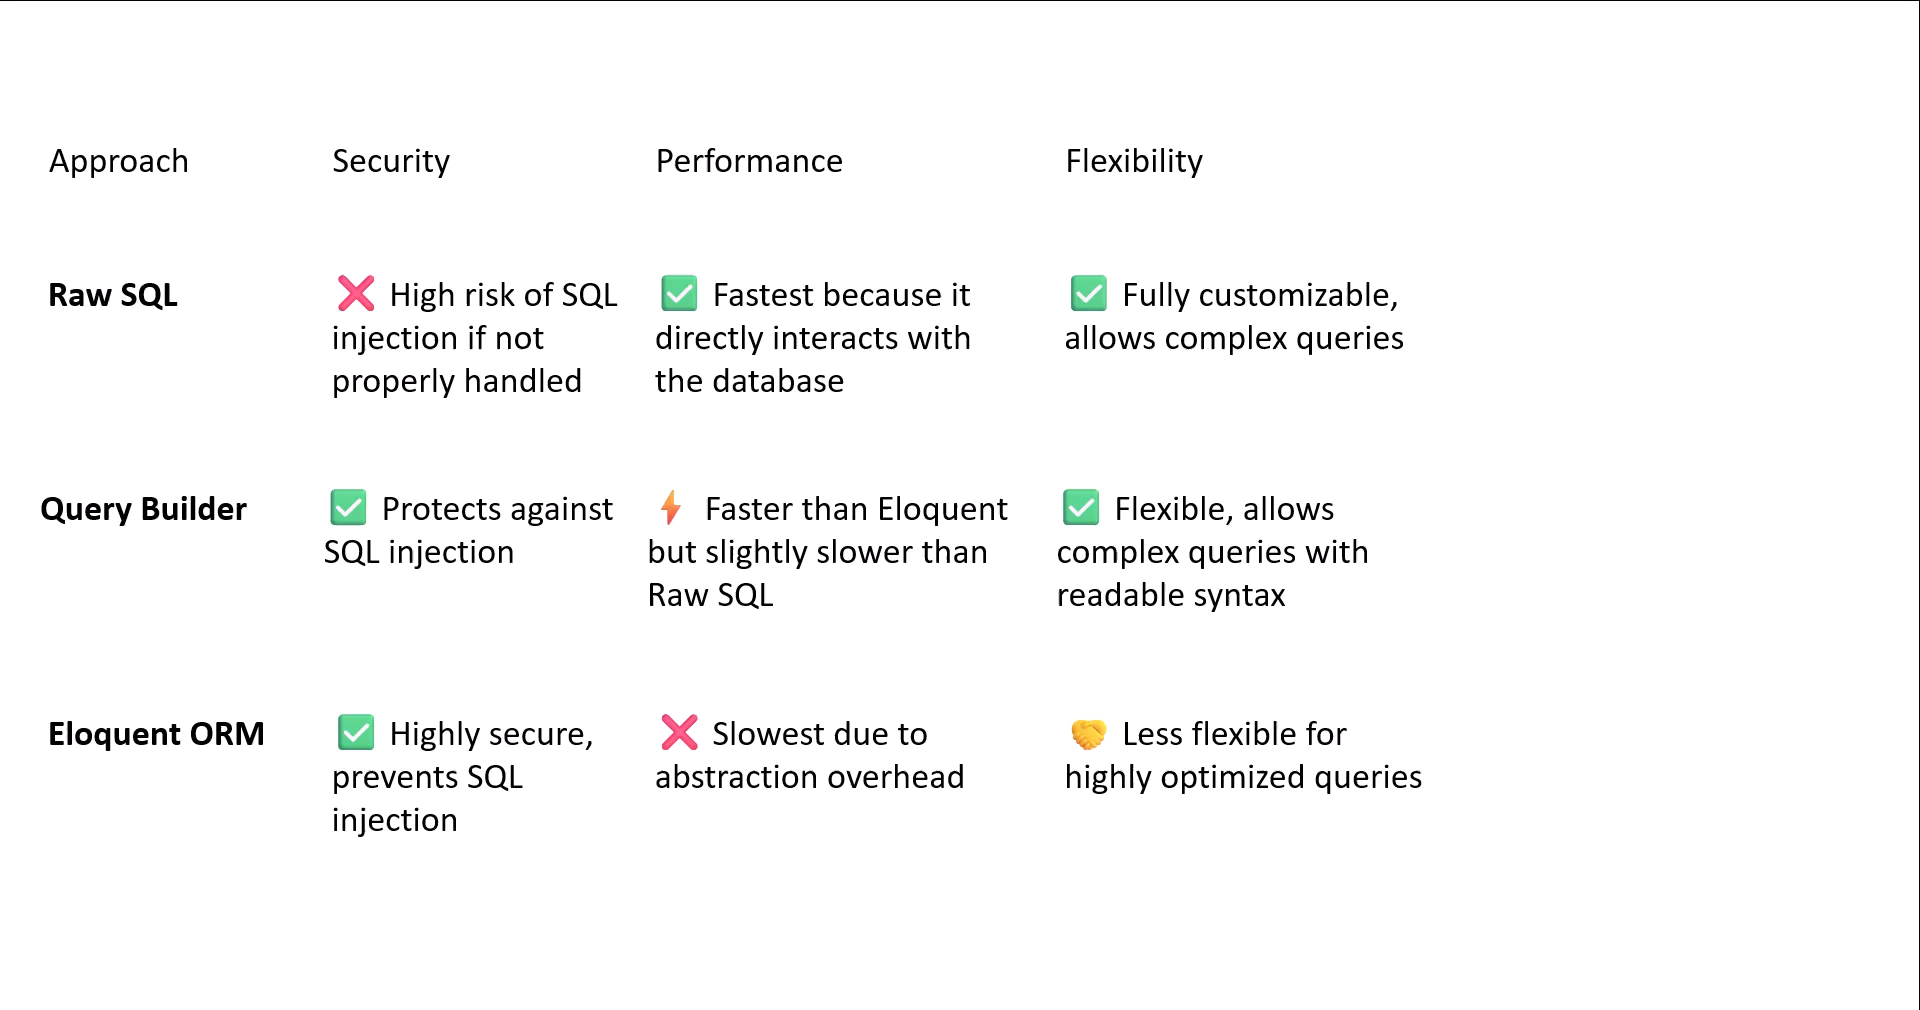 Approach Security Performance Flexibility
Raw SQL ❌ High risk of SQL ✅ Fastest because it ✅ Fully customizable,
injection if not directly interacts with allows complex queries
properly handled the database
Query Builder ✅ Protects against ⚡ Faster than Eloquent ✅ Flexible, allows
SQL injection but slightly slower than complex queries with
Raw SQL readable syntax
Eloquent ORM ✅ Highly secure, ❌ Slowest due to 🤝 Less flexible for
prevents SQL abstraction overhead highly optimized queries
injection